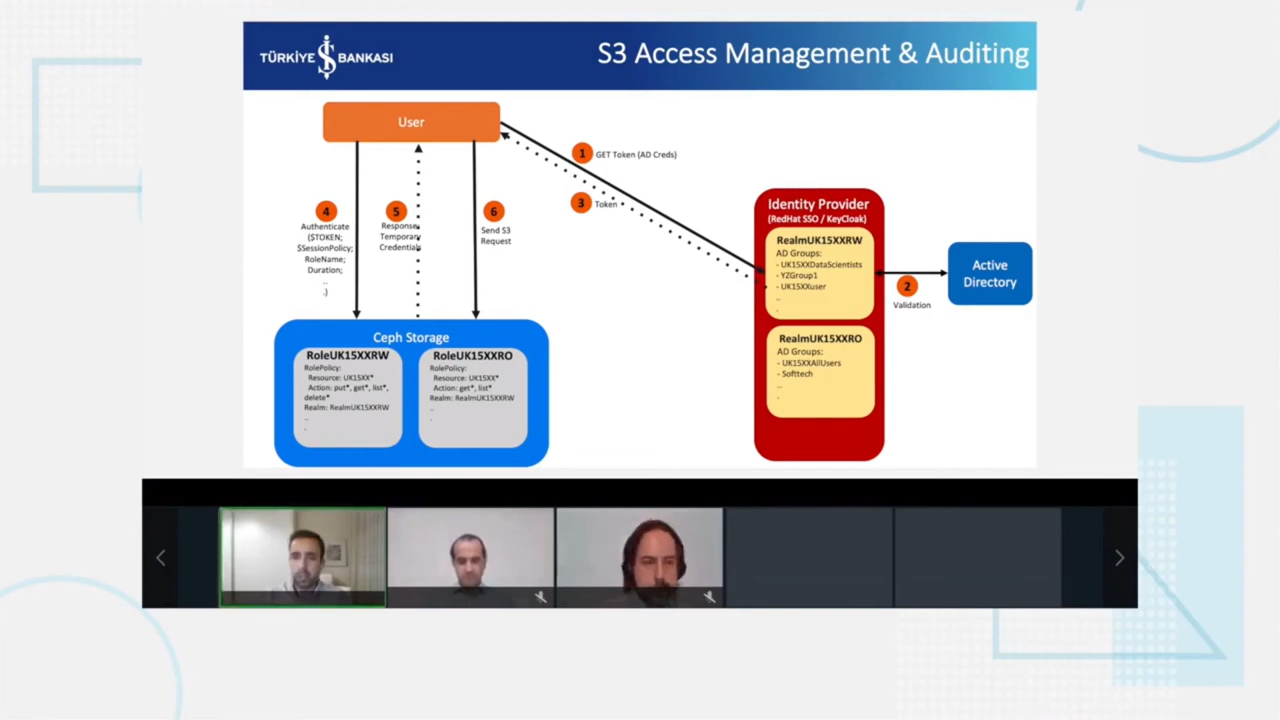 TÜRKİYE İŞ BANKASI
S3 Access Management & Auditing
User
1
GET Token (AD Creds)
3
Token
4
Authenticate
($TOKEN;
$SessionPolicy;
RoleName;
Duration;
..
.)
5
Response
Temporary
Credentials
6
Send S3
Request
Identity Provider
(RedHat SSO / KeyCloak)
RealmUK15XXRW
AD Groups:
- UK15XXDataScientists
- YZGroup1
- UK15XXuser
..
.
RealmUK15XXRO
AD Groups:
- UK15XXAllUsers
- Softtech
..
.
2
Validation
Active
Directory
Ceph Storage
RoleUK15XXRW
RolePolicy:
Resource: UK15XX*
Action: put*, get*, list*,
delete*
Realm: RealmUK15XXRW
..
.
RoleUK15XXRO
RolePolicy:
Resource: UK15XX*
Action: get*, list*
Realm: RealmUK15XXRW
..
.